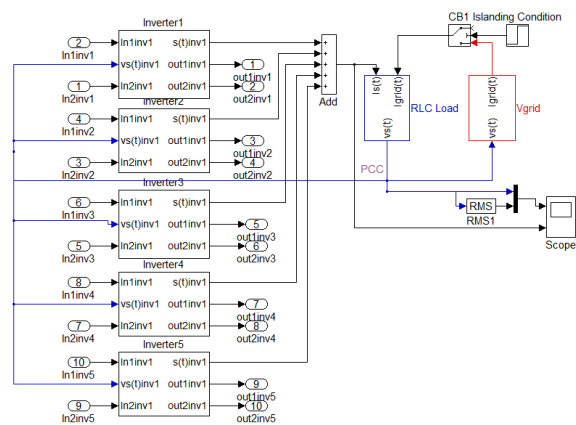 Inverter1
2
In1inv1
In1inv1
s(t)inv1
vs(t)inv1
out1inv1
1
out1inv1
1
In2inv1
In2inv1
out2inv1
2
out2inv1
Inverter2
4
In1inv2
In1inv1
s(t)inv1
vs(t)inv1
out1inv1
3
out1inv2
3
In2inv2
In2inv1
out2inv1
4
out2inv2
Inverter3
6
In1inv3
In1inv1
s(t)inv1
vs(t)inv1
out1inv1
5
out1inv3
5
In2inv3
In2inv1
out2inv1
6
out2inv3
Inverter4
8
In1inv4
In1inv1
s(t)inv1
vs(t)inv1
out1inv1
7
out1inv4
7
In2inv4
In2inv1
out2inv1
8
out2inv4
Inverter5
10
In1inv5
In1inv1
s(t)inv1
vs(t)inv1
out1inv1
9
out1inv5
9
In2inv5
In2inv1
out2inv1
10
out2inv5
+
+
+
+
+
Add
CB1 Islanding Condition
Is(t)
Igrid(t)
vs(t)
RLC Load
Igrid(t)
vs(t)
Vgrid
PCC
RMS
RMS1
Scope